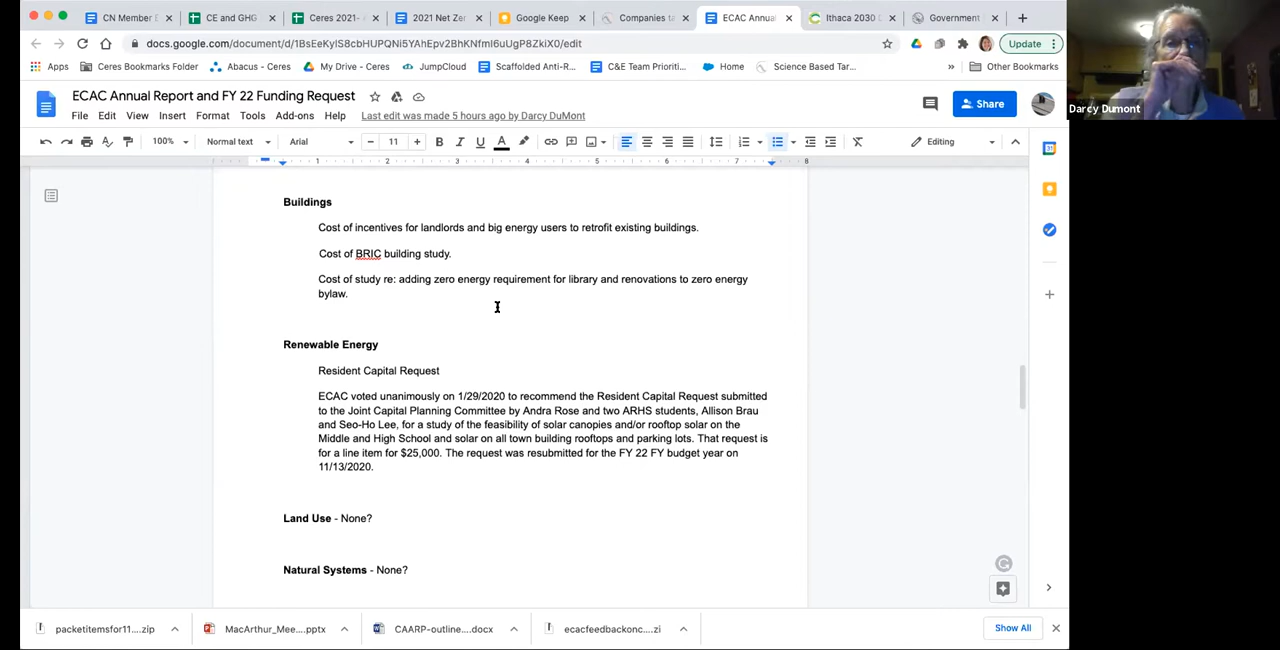 CN Member E
CE and GHG
Ceres 2021-
2021 Net Zer
Google Keep
Companies ta
ECAC Annual
Ithaca 2030
Government
docs.google.com/document/d/1BsEeKylS8cbHUPQNi5YAhEpv2BhKNfmI6uUgP8ZkiX0/edit
Update
Apps
Ceres Bookmarks Folder
Abacus - Ceres
My Drive - Ceres
JumpCloud
Scaffolded Anti-R...
C&E Team Prioriti...
Home
Science Based Tar...
»
Other Bookmarks
Darcy Dumont
ECAC Annual Report and FY 22 Funding Request
Share
File Edit View Insert Format Tools Add-ons Help Last edit was made 5 hours ago by Darcy DuMont
100% Normal text Arial 11 B I U A Editing
1 2 3 4 5 6 7 8
Buildings
Cost of incentives for landlords and big energy users to retrofit existing buildings.
Cost of BRIC building study.
Cost of study re: adding zero energy requirement for library and renovations to zero energy
bylaw.
Renewable Energy
Resident Capital Request
ECAC voted unanimously on 1/29/2020 to recommend the Resident Capital Request submitted
to the Joint Capital Planning Committee by Andra Rose and two ARHS students, Allison Brau
and Seo-Ho Lee, for a study of the feasibility of solar canopies and/or rooftop solar on the
Middle and High School and solar on all town building rooftops and parking lots. That request is
for a line item for $25,000. The request was resubmitted for the FY 22 FY budget year on
11/13/2020.
Land Use - None?
Natural Systems - None?
packetitemsfor11....zip
MacArthur_Mee....pptx
CAARP-outline....docx
ecacfeedbackonc....zi
Show All